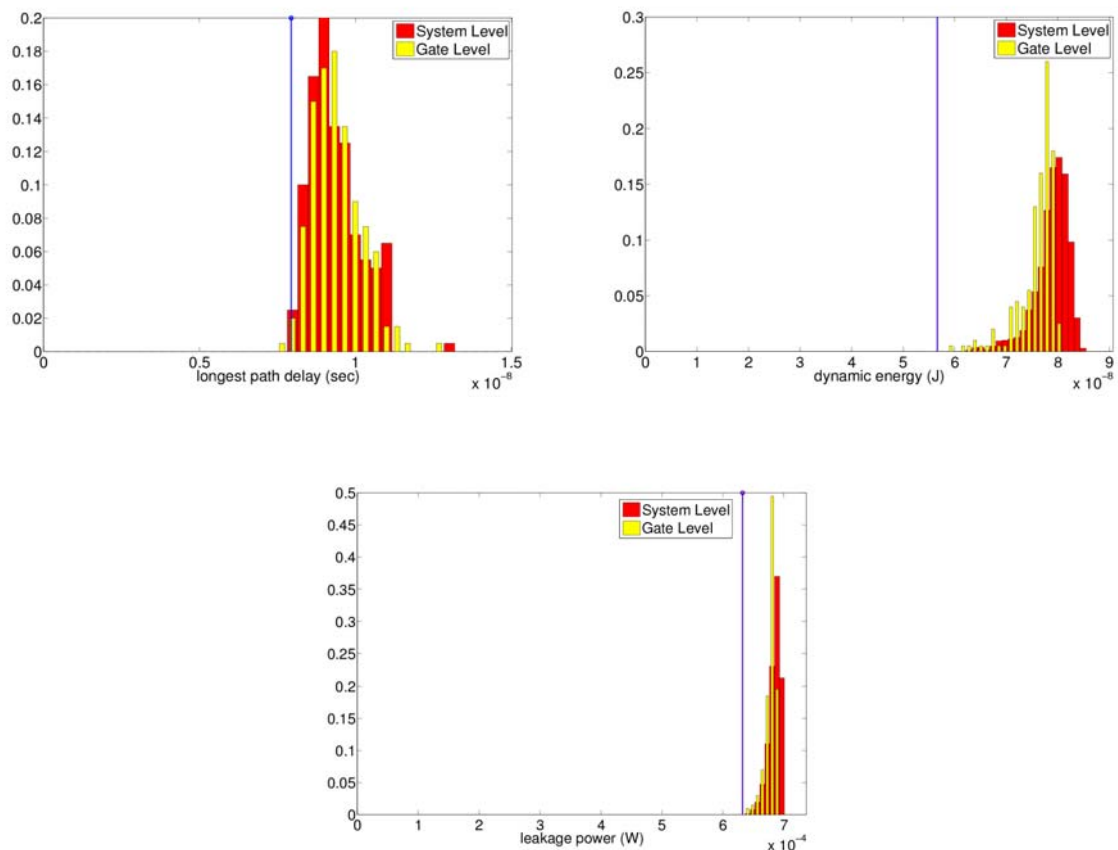 0.2
0.18
0.16
0.14
0.12
0.1
0.08
0.06
0.04
0.02
0
0 0.5 1 1.5
longest path delay (sec)
x 10⁻⁸
System Level
Gate Level
0.3
0.25
0.2
0.15
0.1
0.05
0
0 1 2 3 4 5 6 7 8 9
dynamic energy (J)
x 10⁻⁸
System Level
Gate Level
0.5
0.45
0.4
0.35
0.3
0.25
0.2
0.15
0.1
0.05
0
0 1 2 3 4 5 6 7
leakage power (W)
x 10⁻⁴
System Level
Gate Level